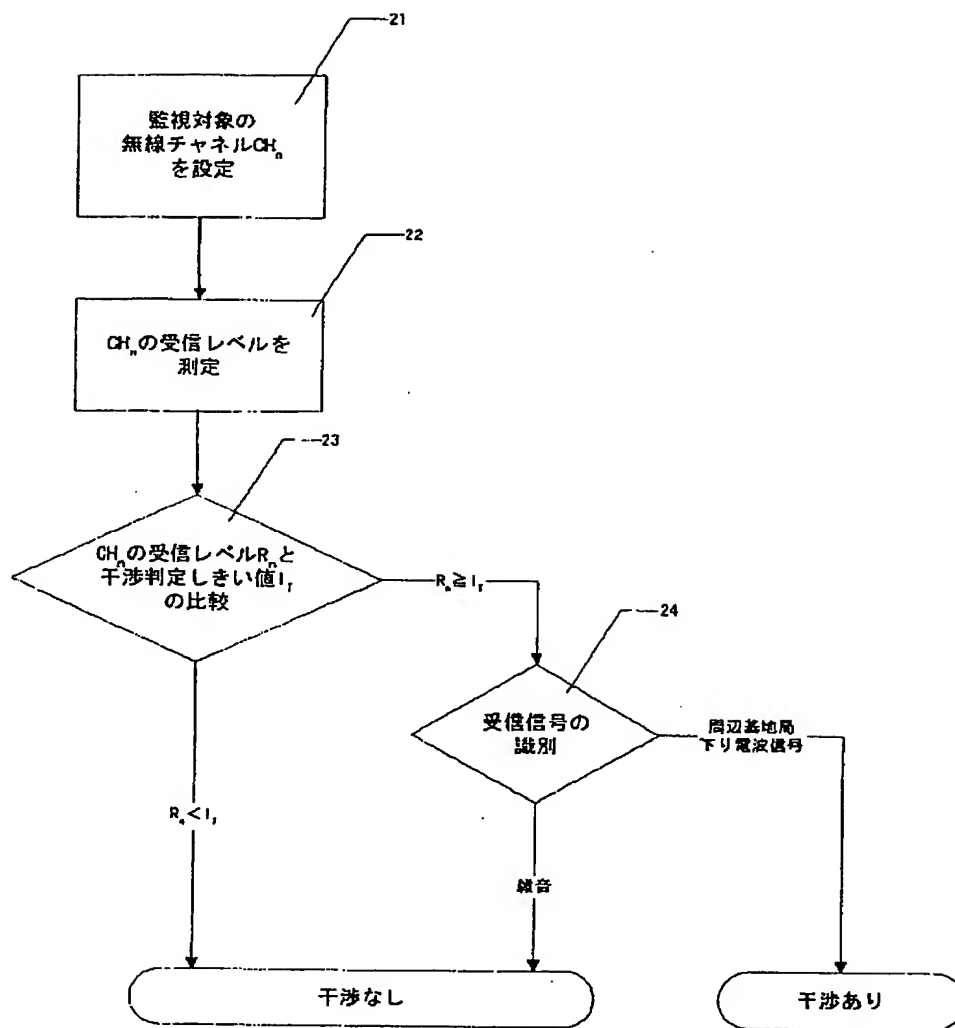 21
監視対象の
無線チャネルCHn
を設定
22
CHnの受信レベルを
測定
23
CHnの受信レベルRnと
干渉判定しきい値IT
の比較
Rn≧IT
24
受信信号の
識別
周辺基地局
下り電波信号
Rn<IT
雑音
干渉なし
干渉あり